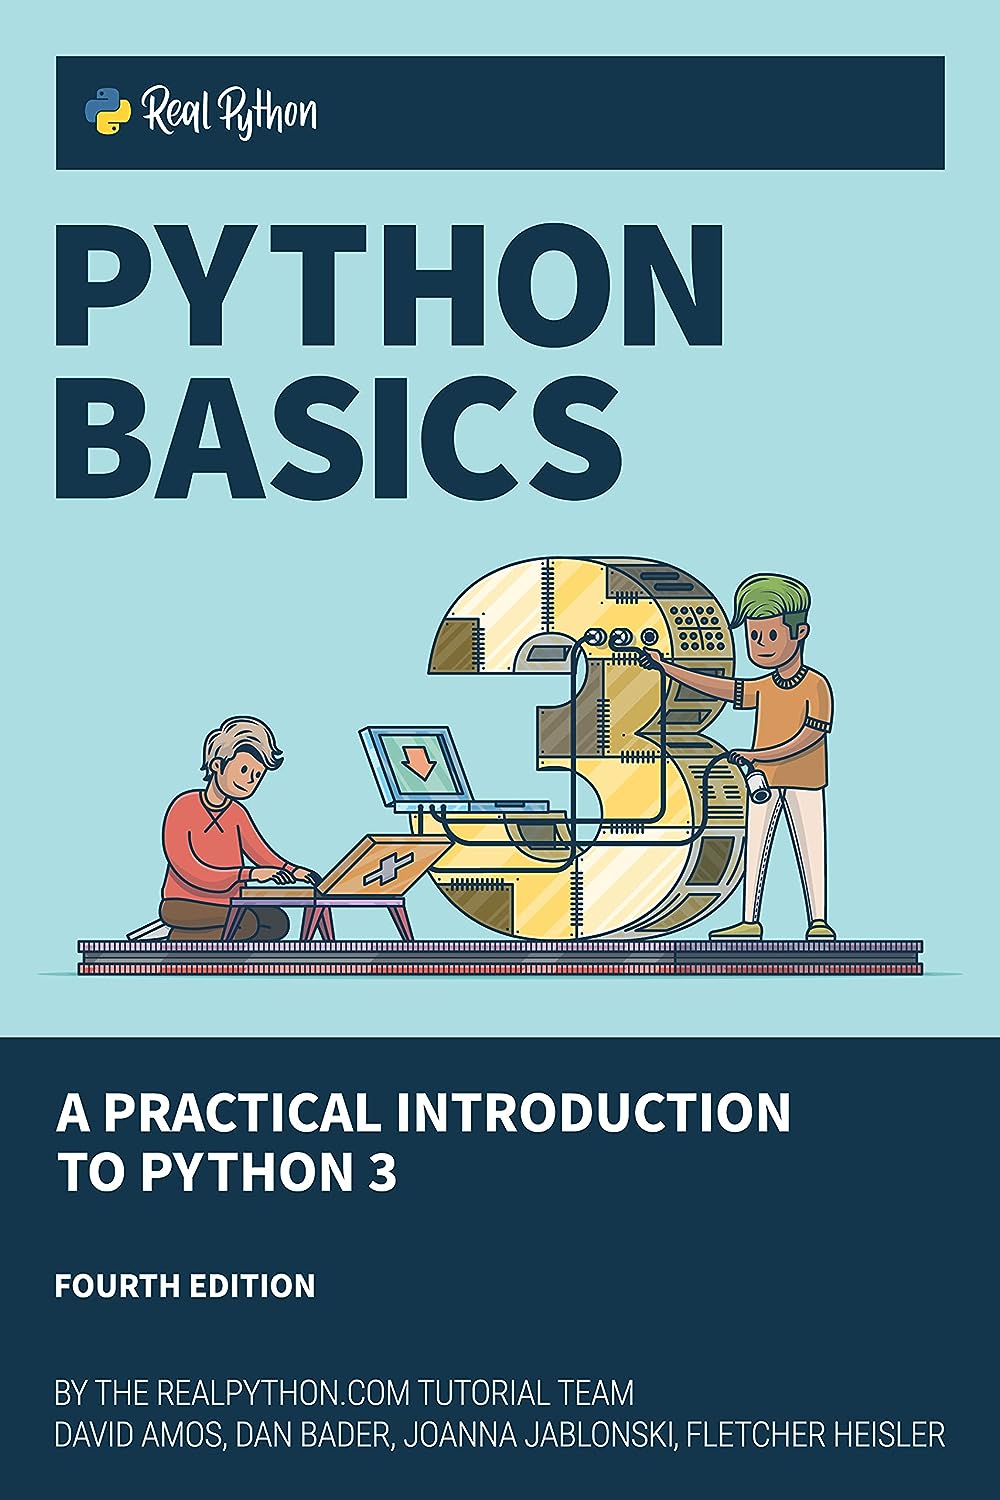 Real Python
PYTHON
BASICS
3
A PRACTICAL INTRODUCTION
TO PYTHON 3
FOURTH EDITION
BY THE REALPYTHON.COM TUTORIAL TEAM
DAVID AMOS, DAN BADER, JOANNA JABLONSKI, FLETCHER HEISLER